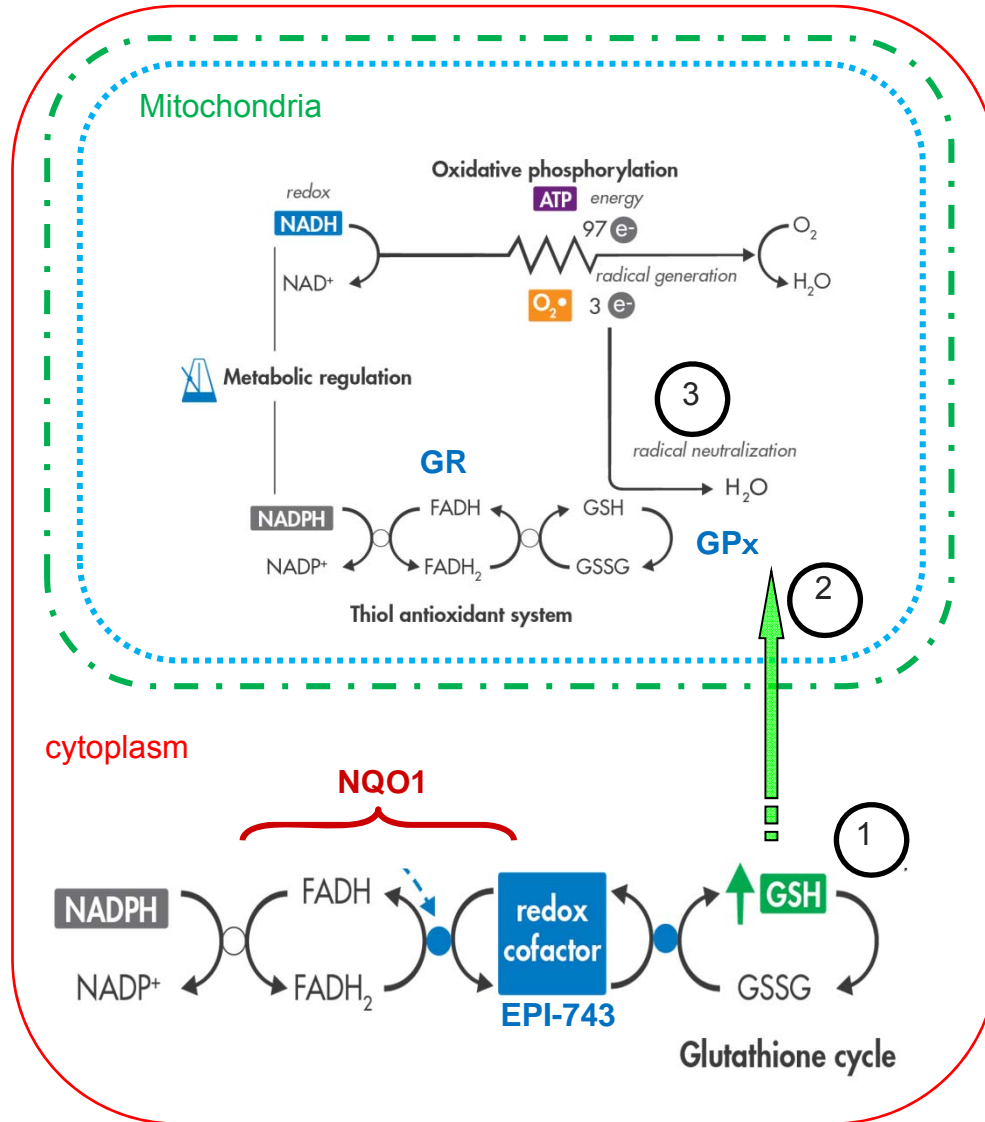 Mitochondria
Oxidative phosphorylation
redox
ATP
energy
NADH
97 e-
O₂
radical generation
NAD⁺
H₂O
O₂•
3 e-
Metabolic regulation
3
radical neutralization
GR
H₂O
NADPH
FADH
GSH
GPx
NADP⁺
FADH₂
GSSG
2
Thiol antioxidant system
cytoplasm
NQO1
1
NADPH
FADH
redox
cofactor
GSH
NADP⁺
FADH₂
GSSG
EPI-743
Glutathione cycle